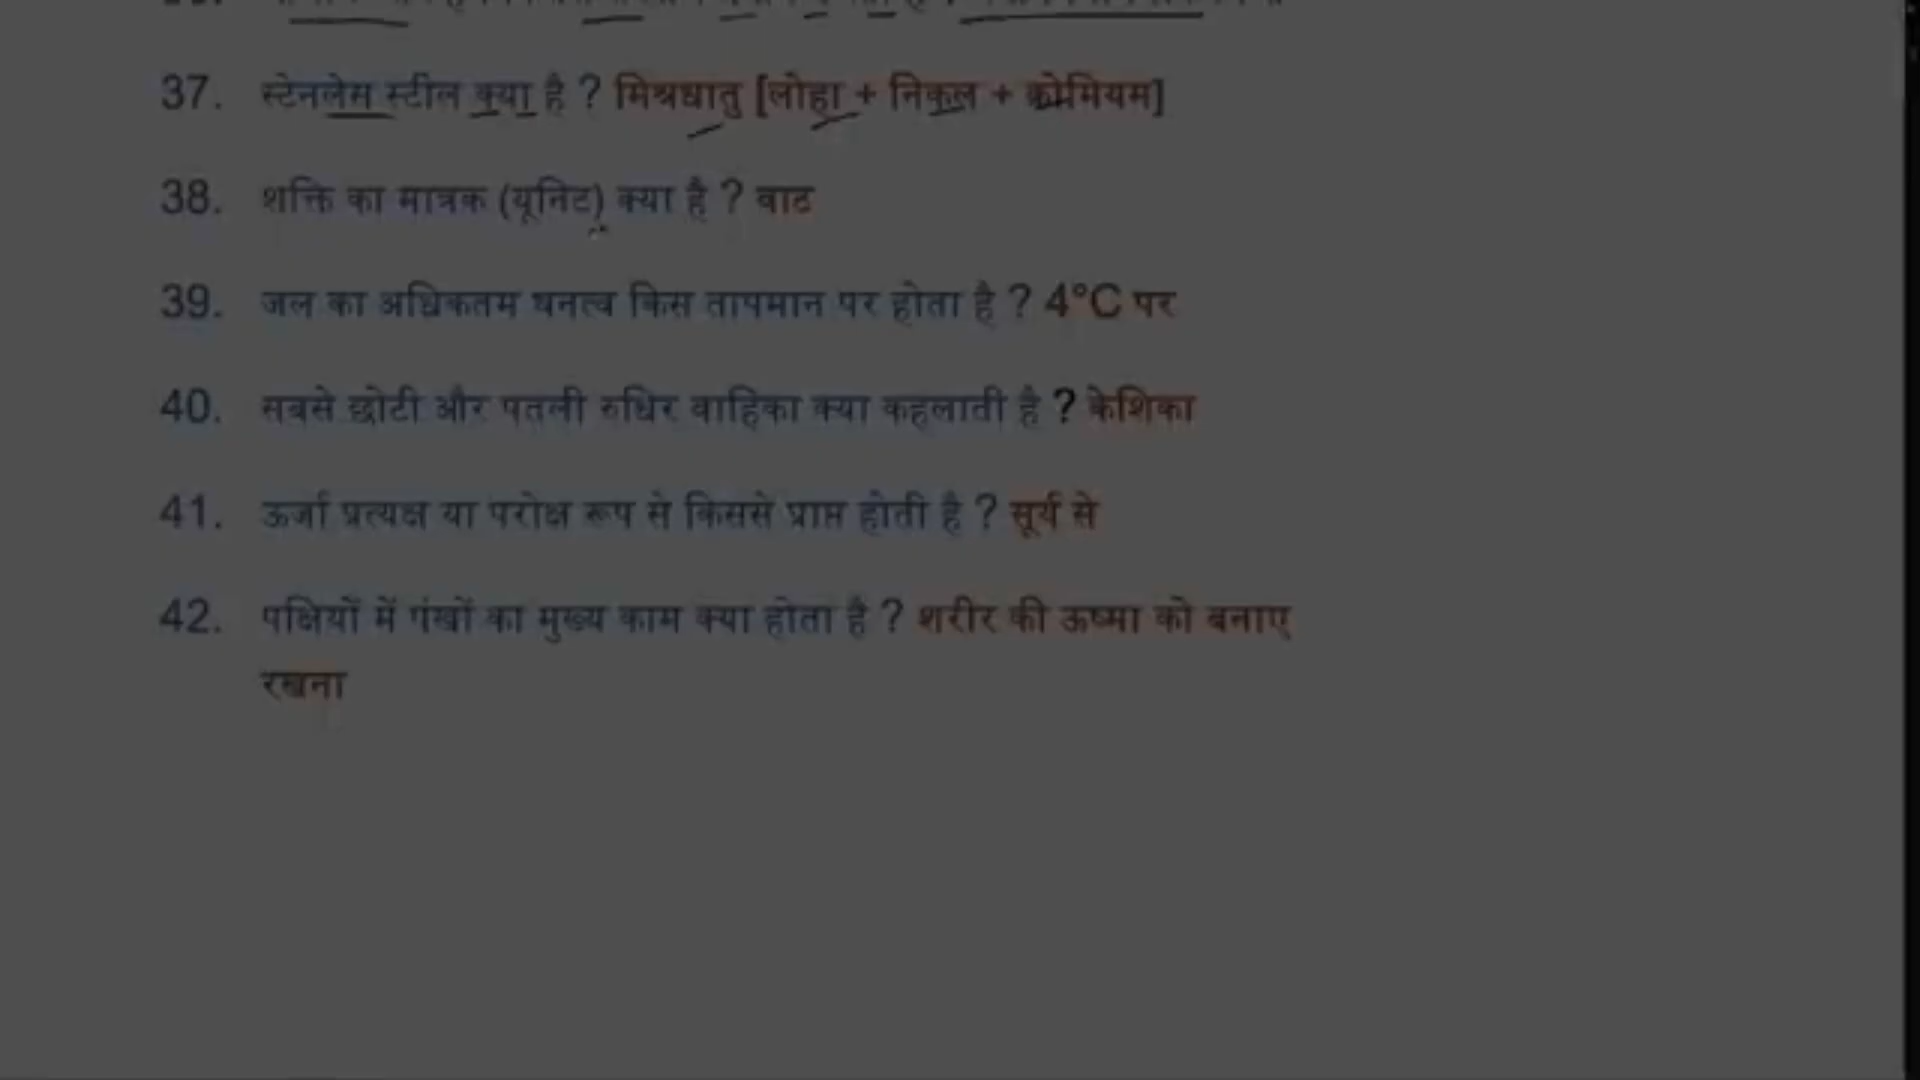 37. स्टेनलेस स्टील क्या है ? मिश्रधातु [लोहा + निकल + क्रोमियम]
38. शक्ति का मात्रक (यूनिट) क्या है ? वाट
39. जल का अधिकतम घनत्व किस तापमान पर होता है ? 4°C पर
40. सबसे छोटी और पतली रुधिर वाहिका क्या कहलाती है ? केशिका
41. ऊर्जा प्रत्यक्ष या परोक्ष रूप से किससे प्राप्त होती है ? सूर्य से
42. पक्षियों में पंखों का मुख्य काम क्या होता है ? शरीर की ऊष्मा को बनाए
रखना